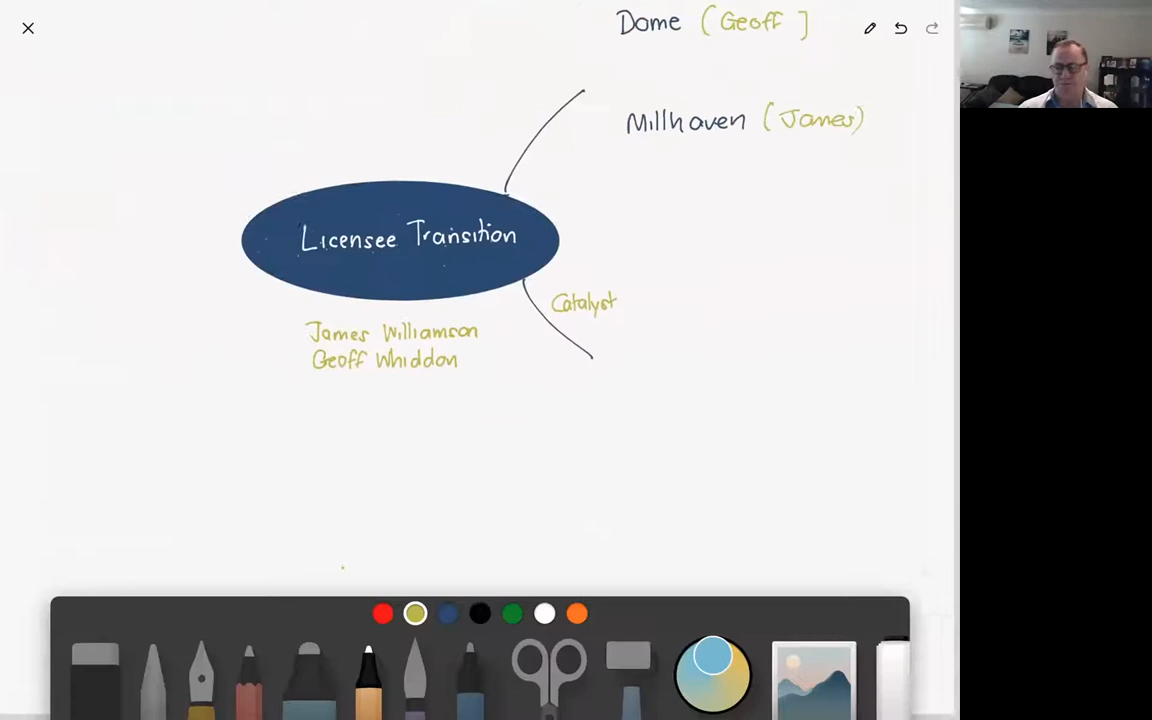 Dome (Geoff]
Millhaven (James)
Licensee Transition
Catalyst
James Williamson
Geoff Whiddon